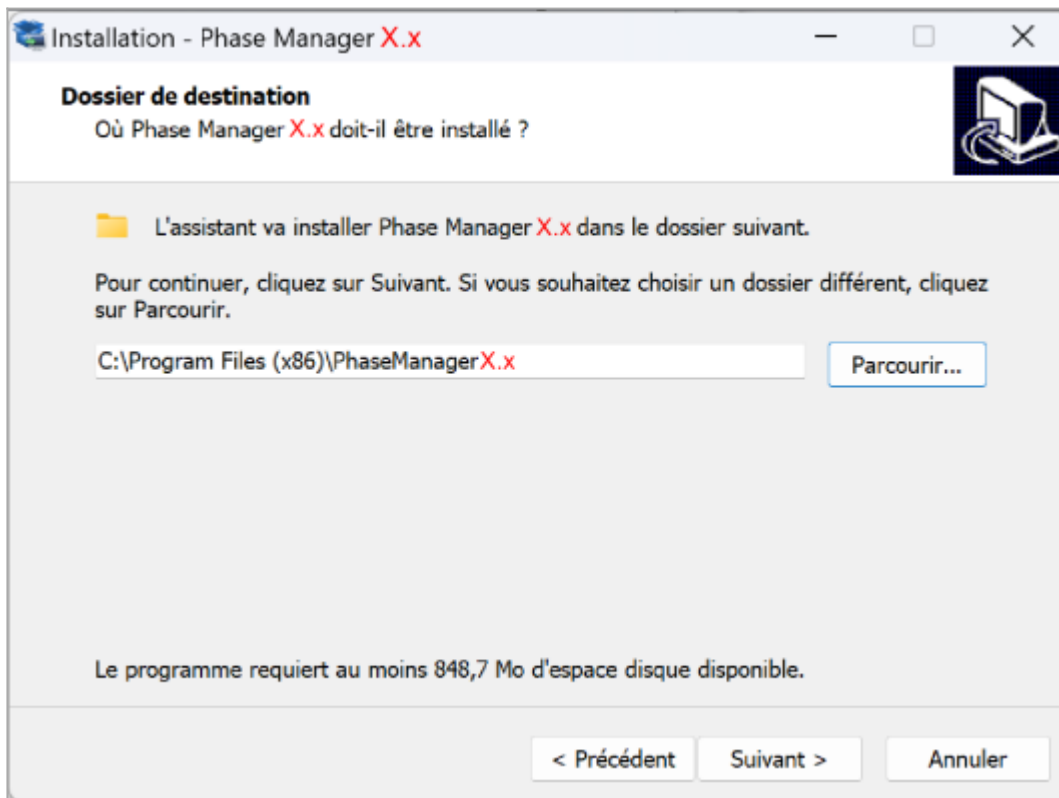 Installation - Phase Manager X.x
Dossier de destination
Où Phase Manager X.x doit-il être installé ?
L'assistant va installer Phase Manager X.x dans le dossier suivant.
Pour continuer, cliquez sur Suivant. Si vous souhaitez choisir un dossier différent, cliquez
sur Parcourir.
C:\Program Files (x86)\PhaseManagerX.x
Parcourir...
Le programme requiert au moins 848,7 Mo d'espace disque disponible.
< Précédent
Suivant >
Annuler